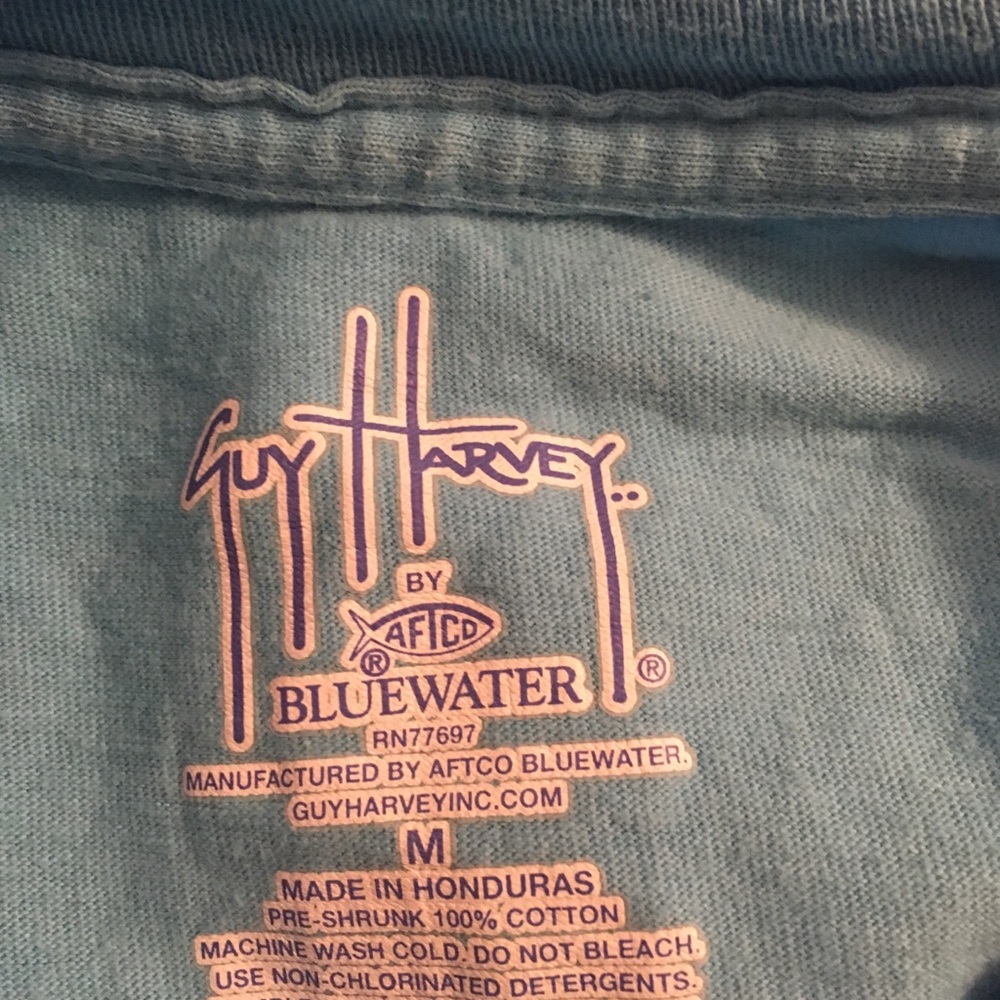 GUY HARVEY
BY
AFTCO
®
BLUEWATER ®
RN77697
MANUFACTURED BY AFTCO BLUEWATER.
GUYHARVEYINC.COM
M
MADE IN HONDURAS
PRE-SHRUNK 100% COTTON
MACHINE WASH COLD. DO NOT BLEACH.
USE NON-CHLORINATED DETERGENTS.